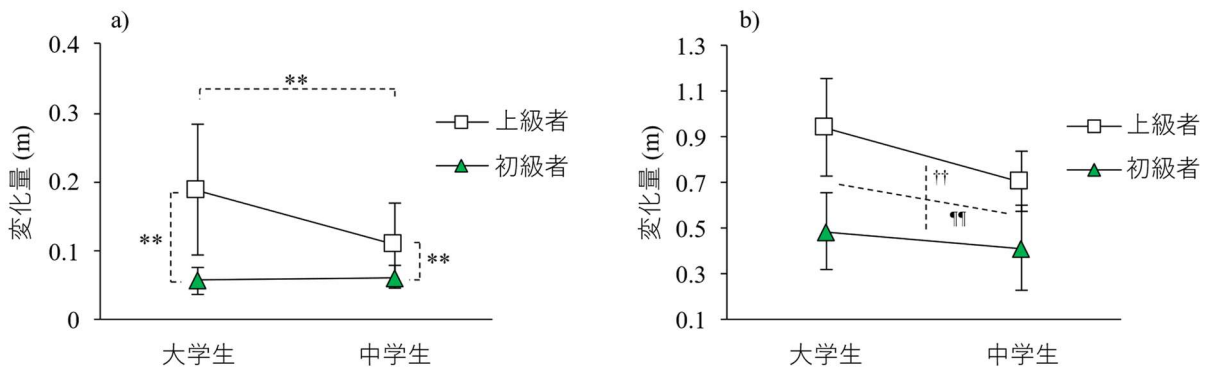 a)
変化量 (m)
0.4
0.3
0.2
0.1
0
**
**
**
大学生
中学生
上級者
初級者
b)
変化量 (m)
1.3
1.1
0.9
0.7
0.5
0.3
0.1
††
¶¶
大学生
中学生
上級者
初級者